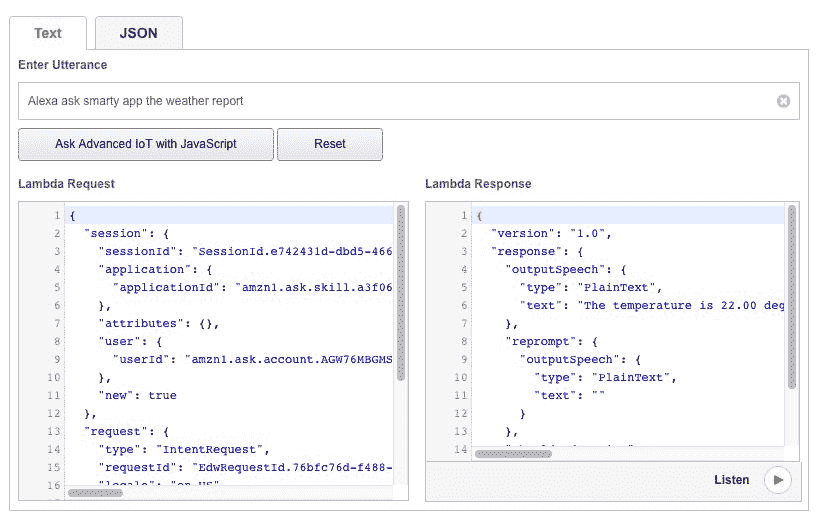 Text JSON
Enter Utterance
Alexa ask smarty app the weather report
Ask Advanced IoT with JavaScript Reset
Lambda Request
1 {
2 "session": {
3 "sessionId": "SessionId.e742431d-dbd5-466
4 "application": {
5 "applicationId": "amzn1.ask.skill.a3f06
6 },
7 "attributes": {},
8 "user": {
9 "userId": "amzn1.ask.account.AGW76MBGMS
10 },
11 "new": true
12 },
13 "request": {
14 "type": "IntentRequest",
15 "requestId": "EdwRequestId.76bfc76d-f488-
16 "locale": "en-US"
Lambda Response
1 {
2 "version": "1.0",
3 "response": {
4 "outputSpeech": {
5 "type": "PlainText",
6 "text": "The temperature is 22.00 deg
7 },
8 "reprompt": {
9 "outputSpeech": {
10 "type": "PlainText",
11 "text": ""
12 }
13 },
14
Listen